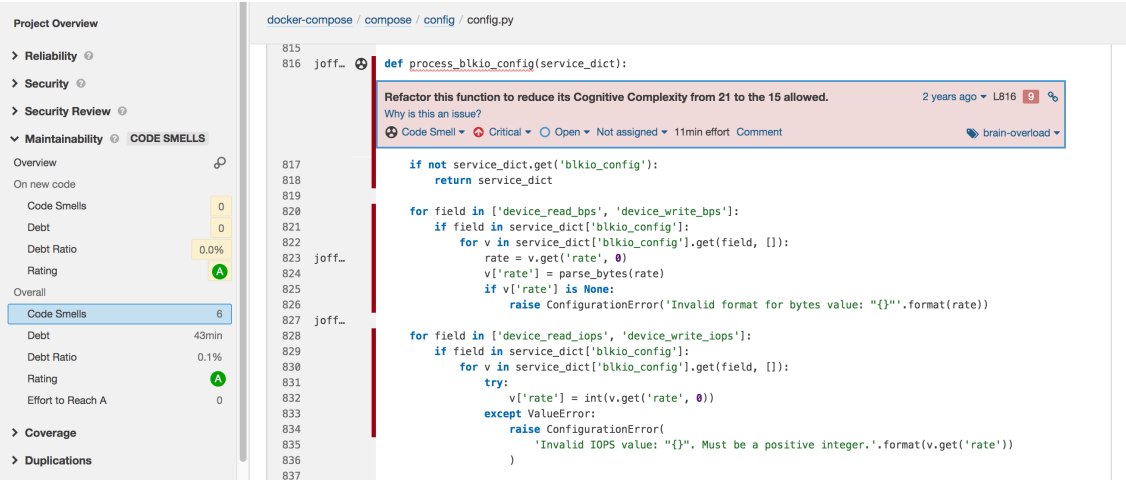 Project Overview
Reliability
Security
Security Review
Maintainability CODE SMELLS
Overview
On new code
Code Smells 0
Debt 0
Debt Ratio 0.0%
Rating A
Overall
Code Smells 6
Debt 43min
Debt Ratio 0.1%
Rating A
Effort to Reach A 0
Coverage
Duplications
docker-compose / compose / config / config.py
815
816 joff… def process_blkio_config(service_dict):
Refactor this function to reduce its Cognitive Complexity from 21 to the 15 allowed. 2 years ago L816 9
Why is this an issue?
Code Smell Critical Open Not assigned 11min effort Comment brain-overload
817 if not service_dict.get('blkio_config'):
818 return service_dict
819
820 for field in ['device_read_bps', 'device_write_bps']:
821 if field in service_dict['blkio_config']:
822 for v in service_dict['blkio_config'].get(field, []):
823 joff… rate = v.get('rate', 0)
824 v['rate'] = parse_bytes(rate)
825 if v['rate'] is None:
826 raise ConfigurationError('Invalid format for bytes value: "{}"'.format(rate))
827 joff…
828 for field in ['device_read_iops', 'device_write_iops']:
829 if field in service_dict['blkio_config']:
830 for v in service_dict['blkio_config'].get(field, []):
831 try:
832 v['rate'] = int(v.get('rate', 0))
833 except ValueError:
834 raise ConfigurationError(
835 'Invalid IOPS value: "{}". Must be a positive integer.'.format(v.get('rate'))
836 )
837